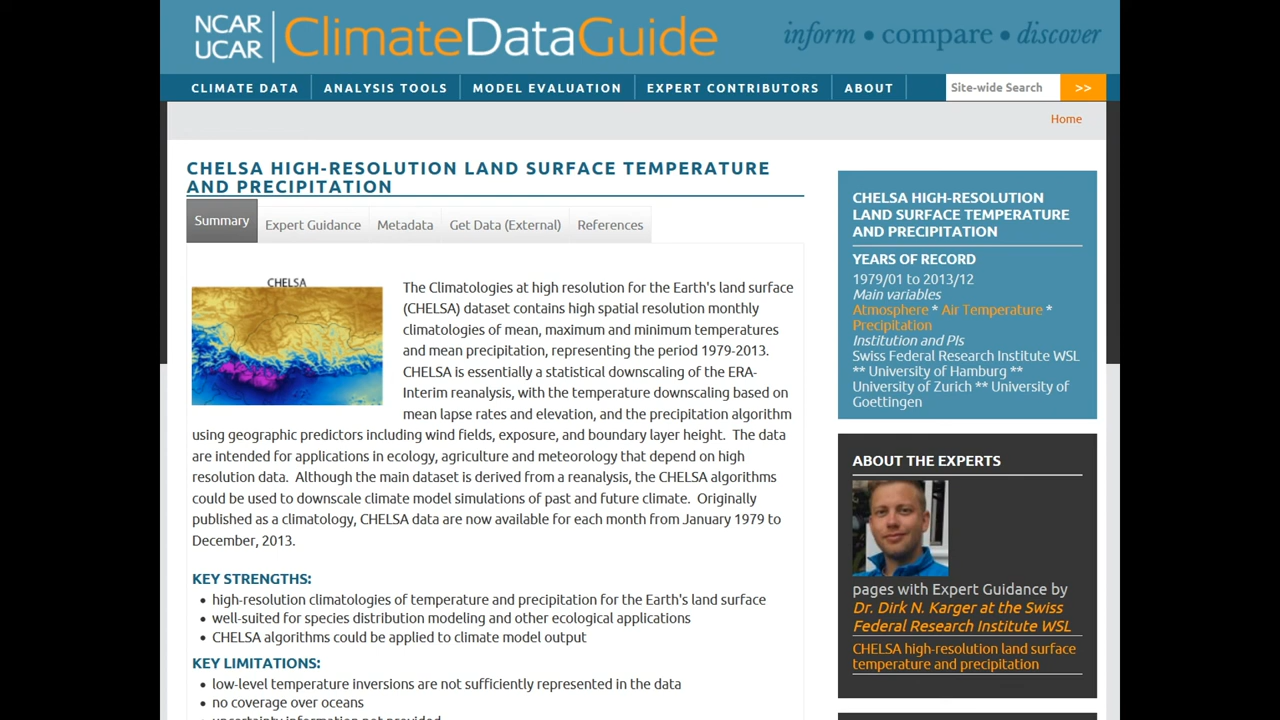 NCAR
UCAR
ClimateDataGuide
inform • compare • discover
CLIMATE DATA
ANALYSIS TOOLS
MODEL EVALUATION
EXPERT CONTRIBUTORS
ABOUT
Site-wide Search
>>
Home
CHELSA HIGH-RESOLUTION LAND SURFACE TEMPERATURE
AND PRECIPITATION
Summary
Expert Guidance
Metadata
Get Data (External)
References
CHELSA
The Climatologies at high resolution for the Earth's land surface
(CHELSA) dataset contains high spatial resolution monthly
climatologies of mean, maximum and minimum temperatures
and mean precipitation, representing the period 1979-2013.
CHELSA is essentially a statistical downscaling of the ERA-
Interim reanalysis, with the temperature downscaling based on
mean lapse rates and elevation, and the precipitation algorithm
using geographic predictors including wind fields, exposure, and boundary layer height.  The data
are intended for applications in ecology, agriculture and meteorology that depend on high
resolution data.  Although the main dataset is derived from a reanalysis, the CHELSA algorithms
could be used to downscale climate model simulations of past and future climate.  Originally
published as a climatology, CHELSA data are now available for each month from January 1979 to
December, 2013.
KEY STRENGTHS:
• high-resolution climatologies of temperature and precipitation for the Earth's land surface
• well-suited for species distribution modeling and other ecological applications
• CHELSA algorithms could be applied to climate model output
KEY LIMITATIONS:
• low-level temperature inversions are not sufficiently represented in the data
• no coverage over oceans
• uncertainty information not provided
CHELSA HIGH-RESOLUTION
LAND SURFACE TEMPERATURE
AND PRECIPITATION
YEARS OF RECORD
1979/01 to 2013/12
Main variables
Atmosphere * Air Temperature *
Precipitation
Institution and PIs
Swiss Federal Research Institute WSL
** University of Hamburg **
University of Zurich ** University of
Goettingen
ABOUT THE EXPERTS
pages with Expert Guidance by
Dr. Dirk N. Karger at the Swiss
Federal Research Institute WSL
CHELSA high-resolution land surface
temperature and precipitation